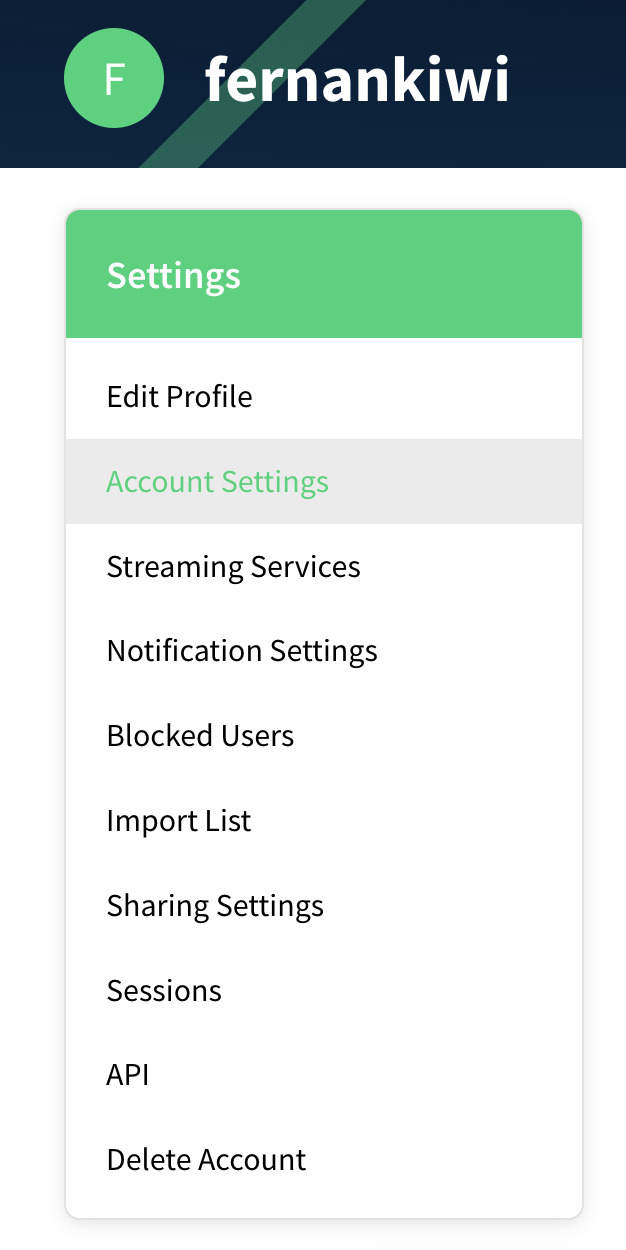 F
fernankiwi
Settings
Edit Profile
Account Settings
Streaming Services
Notification Settings
Blocked Users
Import List
Sharing Settings
Sessions
API
Delete Account